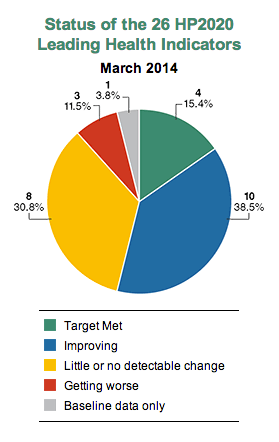 Status of the 26 HP2020
Leading Health Indicators
March 2014
1
3.8%
3
11.5%
4
15.4%
8
30.8%
10
38.5%
Target Met
Improving
Little or no detectable change
Getting worse
Baseline data only